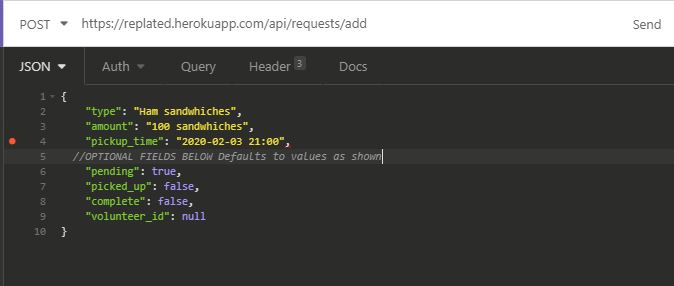 POST https://replated.herokuapp.com/api/requests/add Send
JSON Auth Query Header 3 Docs
1 {
2 "type": "Ham sandwhiches",
3 "amount": "100 sandwhiches",
4 "pickup_time": "2020-02-03 21:00",
5 //OPTIONAL FIELDS BELOW Defaults to values as shown
6 "pending": true,
7 "picked_up": false,
8 "complete": false,
9 "volunteer_id": null
10 }